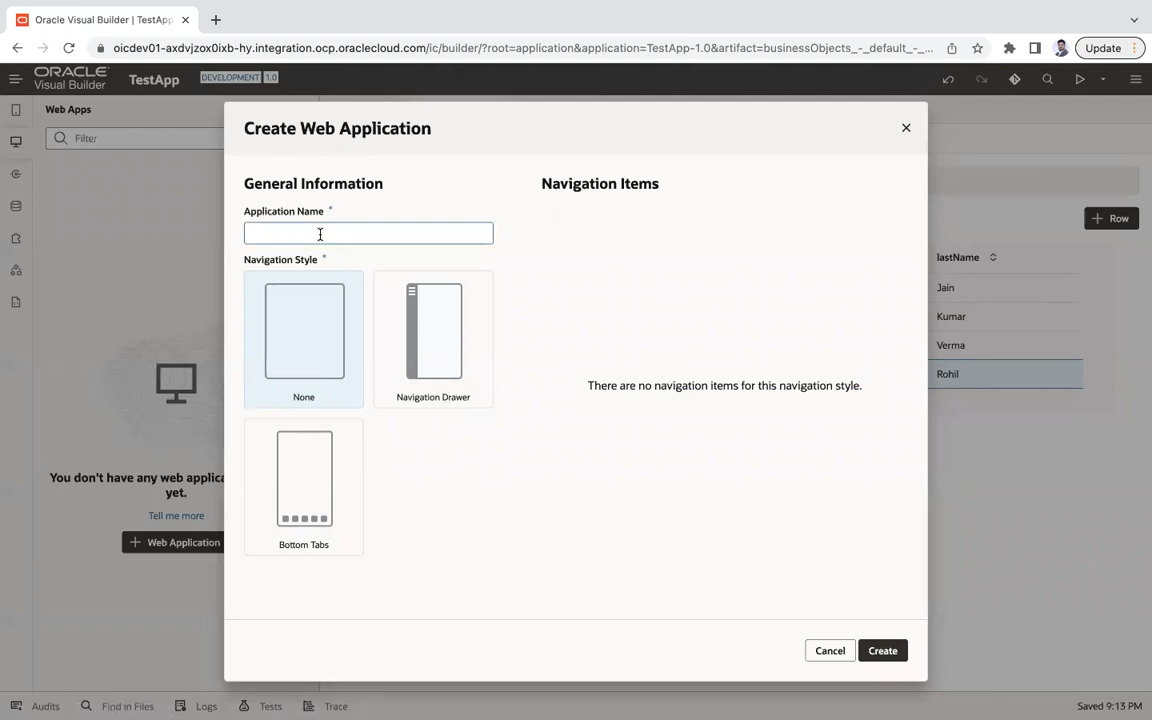 Oracle Visual Builder | TestApp
oicdev01-axdvjzox0ixb-hy.integration.ocp.oraclecloud.com/ic/builder/?root=application&application=TestApp-1.0&artifact=businessObjects_-_default_-_...
Update
ORACLE
Visual Builder
TestApp
DEVELOPMENT
1.0
Web Apps
Filter
Create Web Application
General Information
Navigation Items
Application Name *
Row
Navigation Style *
lastName
Jain
Kumar
Verma
Rohil
There are no navigation items for this navigation style.
None
Navigation Drawer
You don't have any web applica
yet.
Tell me more
Web Application
Bottom Tabs
Cancel
Create
Audits
Find in Files
Logs
Tests
Trace
Saved 9:13 PM